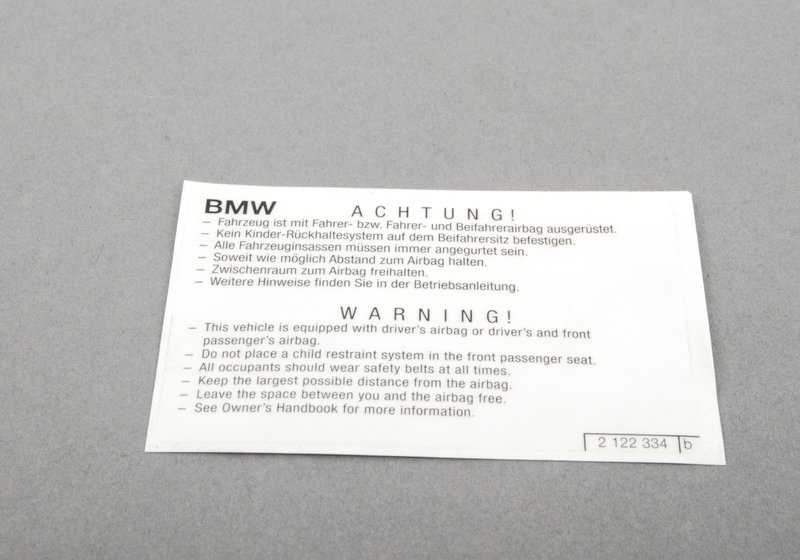 BMW ACHTUNG!
– Fahrzeug ist mit Fahrer- bzw. Fahrer- und Beifahrerairbag ausgerüstet.
– Kein Kinder-Rückhaltesystem auf dem Beifahrersitz befestigen.
– Alle Fahrzeuginsassen müssen immer angegurtet sein.
– Soweit wie möglich Abstand zum Airbag halten.
– Zwischenraum zum Airbag freihalten.
– Weitere Hinweise finden Sie in der Betriebsanleitung.
WARNING!
– This vehicle is equipped with driver's airbag or driver's and front
passenger's airbag.
– Do not place a child restraint system in the front passenger seat.
– All occupants should wear safety belts at all times.
– Keep the largest possible distance from the airbag.
– Leave the space between you and the airbag free.
– See Owner's Handbook for more information.
2 122 334 b